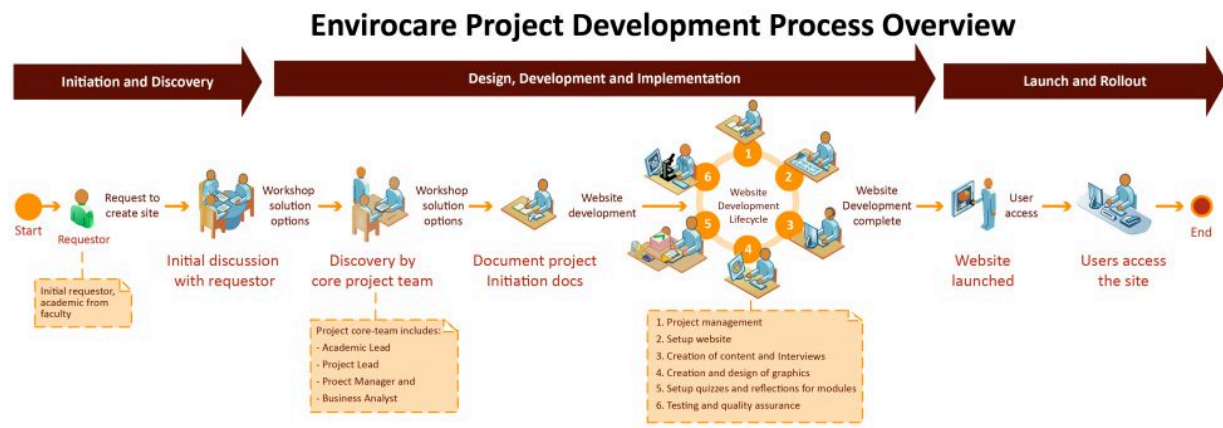 Envirocare Project Development Process Overview
Initiation and Discovery
Design, Development and Implementation
Launch and Rollout
Start
Requestor
Request to
create site
Initial discussion
with requestor
Workshop
solution
options
Discovery by
core project team
Workshop
solution
options
Document project
Initiation docs
Website
development
1
2
3
4
5
6
Website
Development
Lifecycle
Website
Development
complete
Website
launched
User
access
Users access
the site
End
Initial requestor,
academic from
faculty
Project core-team includes:
- Academic Lead
- Project Lead
- Proect Manager and
- Business Analyst
1. Project management
2. Setup website
3. Creation of content and Interviews
4. Creation and design of graphics
5. Setup quizzes and reflections for modules
6. Testing and quality assurance